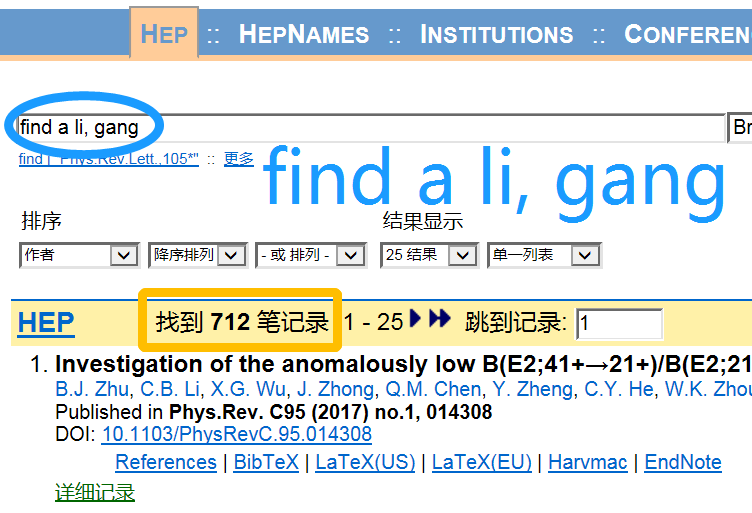 HEP :: HEPNAMES :: INSTITUTIONS :: CONFEREN
find a li, gang Br
find j "Phys.Rev.Lett.,105*" :: 更多
find a li, gang
排序 结果显示
作者 降序排列 - 或 排列 - 25 结果 单一列表
HEP 找到 712 笔记录 1 - 25 跳到记录: 1
1. Investigation of the anomalously low B(E2;41+→21+)/B(E2;21
B.J. Zhu, C.B. Li, X.G. Wu, J. Zhong, Q.M. Chen, Y. Zheng, C.Y. He, W.K. Zhou
Published in Phys.Rev. C95 (2017) no.1, 014308
DOI: 10.1103/PhysRevC.95.014308
References | BibTeX | LaTeX(US) | LaTeX(EU) | Harvmac | EndNote
详细记录